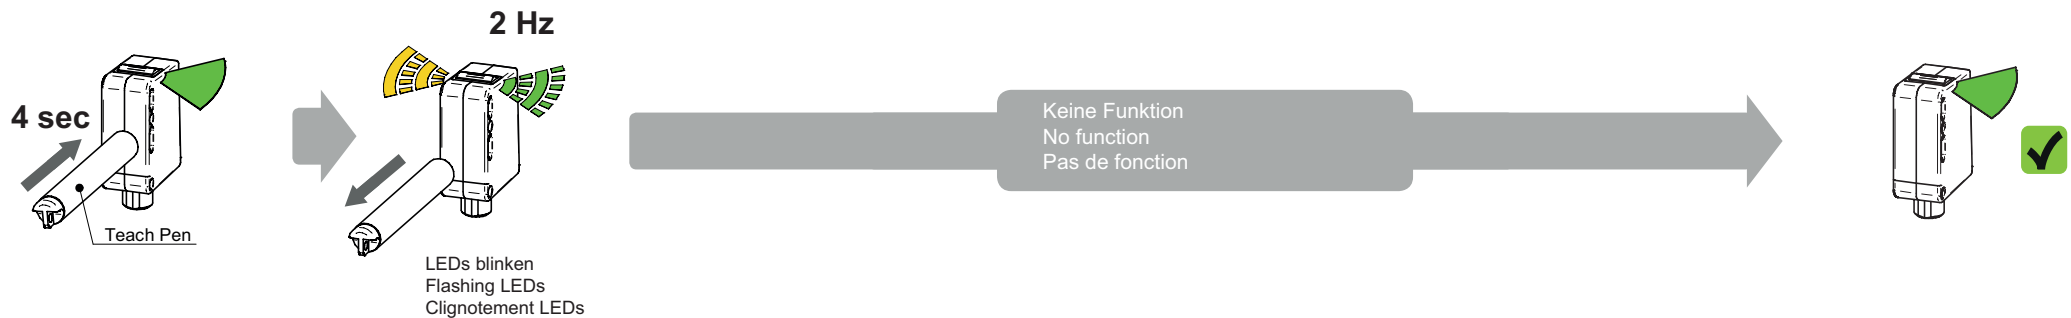 2 Hz
4 sec
Teach Pen
LEDs blinken
Flashing LEDs
Clignotement LEDs
Keine Funktion
No function
Pas de fonction